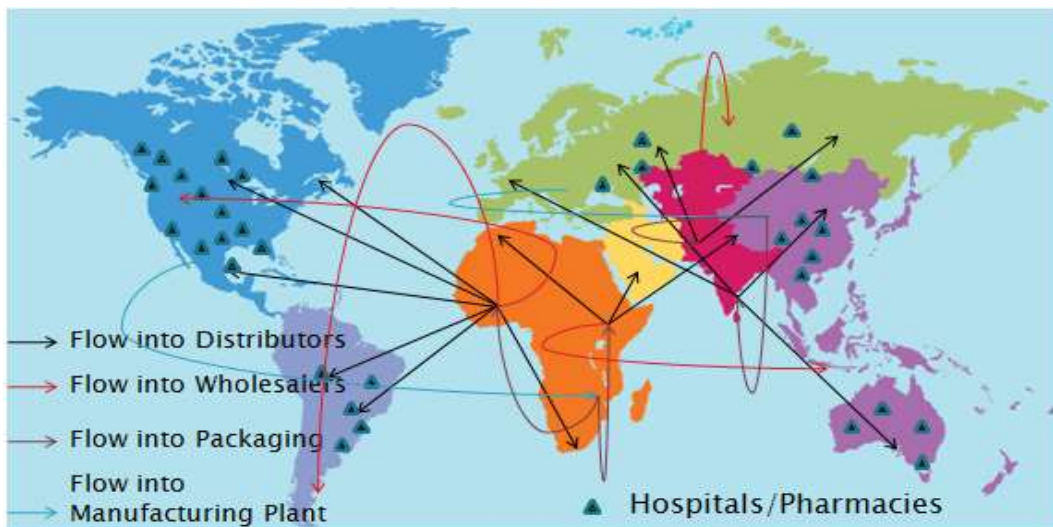 Flow into Distributors
Flow into Wholesalers
Flow into Packaging
Flow into
Manufacturing Plant
Hospitals/Pharmacies